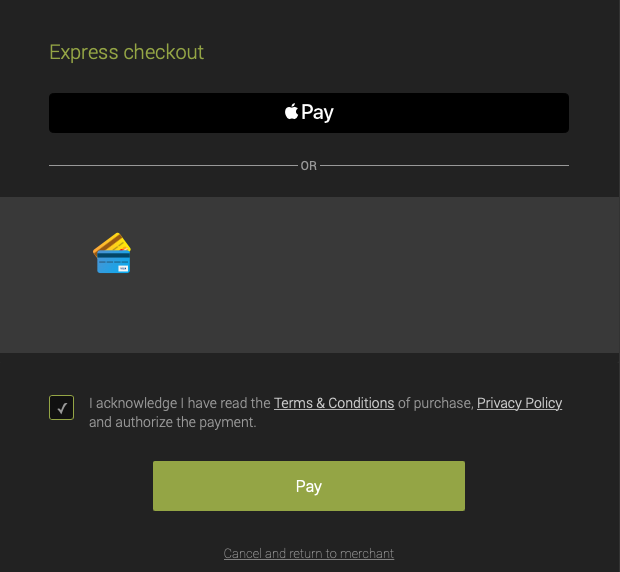 Express checkout
Pay
OR
I acknowledge I have read the Terms & Conditions of purchase, Privacy Policy
and authorize the payment.
Pay
Cancel and return to merchant